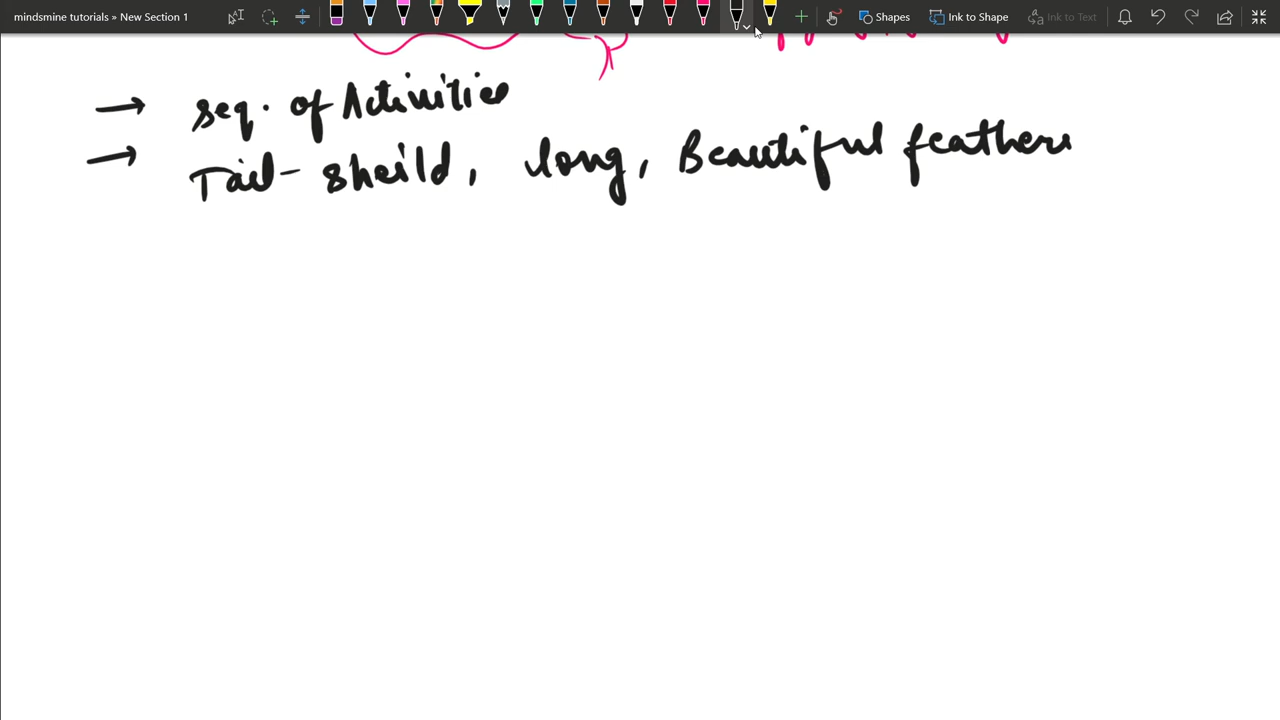 mindsmine tutorials » New Section 1 Shapes Ink to Shape Ink to Text
→ seq. of Activities
→ Tail- sheild, long, Beautiful feathers